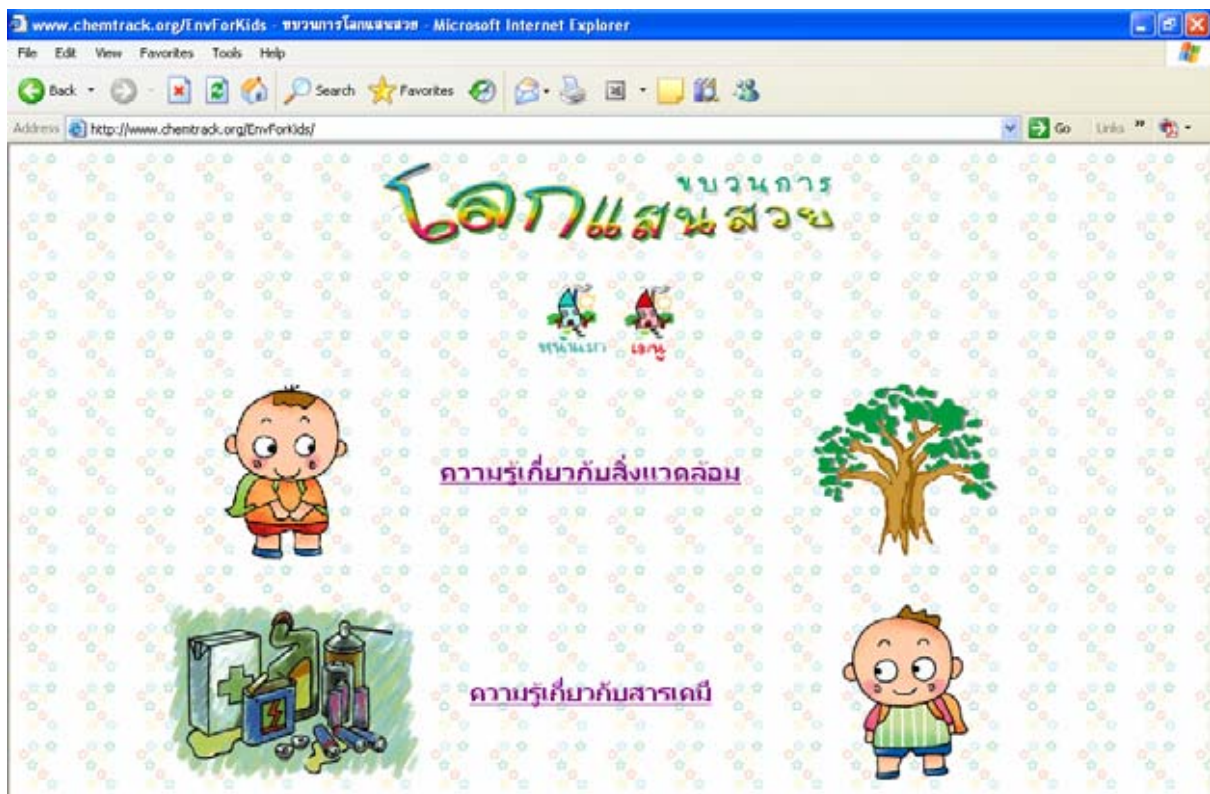 www.chemtrack.org/EnvForKids - ขบวนการโลกแสนสวย - Microsoft Internet Explorer
File Edit View Favorites Tools Help
Back Search Favorites
Address http://www.chemtrack.org/EnvForKids/ Go Links »
ขบวนการ
โลกแสนสวย
หน้าแรก เมนู
ความรู้เกี่ยวกับสิ่งแวดล้อม
ความรู้เกี่ยวกับสารเคมี